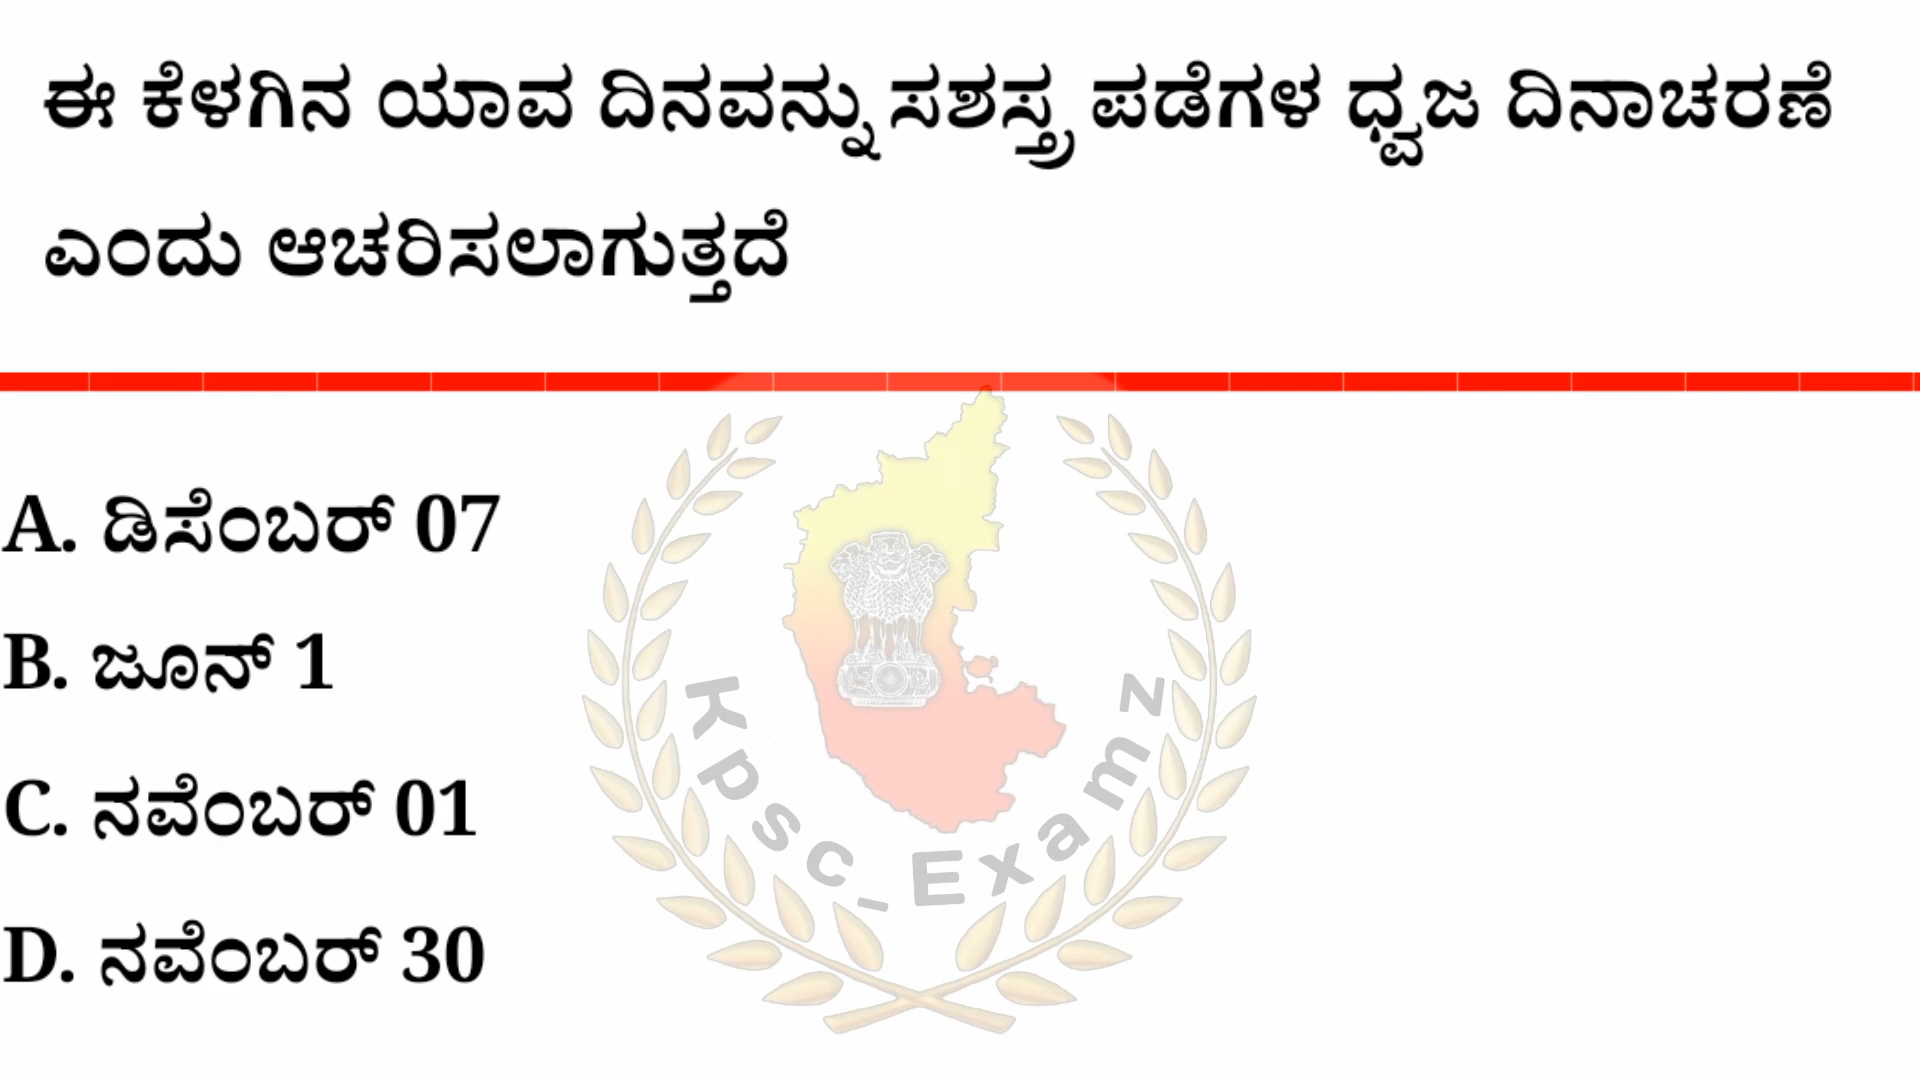 ಈ ಕೆಳಗಿನ ಯಾವ ದಿನವನ್ನು ಸಶಸ್ತ್ರ ಪಡೆಗಳ ಧ್ವಜ ದಿನಾಚರಣೆ
ಎಂದು ಆಚರಿಸಲಾಗುತ್ತದೆ
A. ಡಿಸೆಂಬರ್ 07
B. ಜೂನ್ 1
C. ನವೆಂಬರ್ 01
D. ನವೆಂಬರ್ 30
Kpsc_Examz